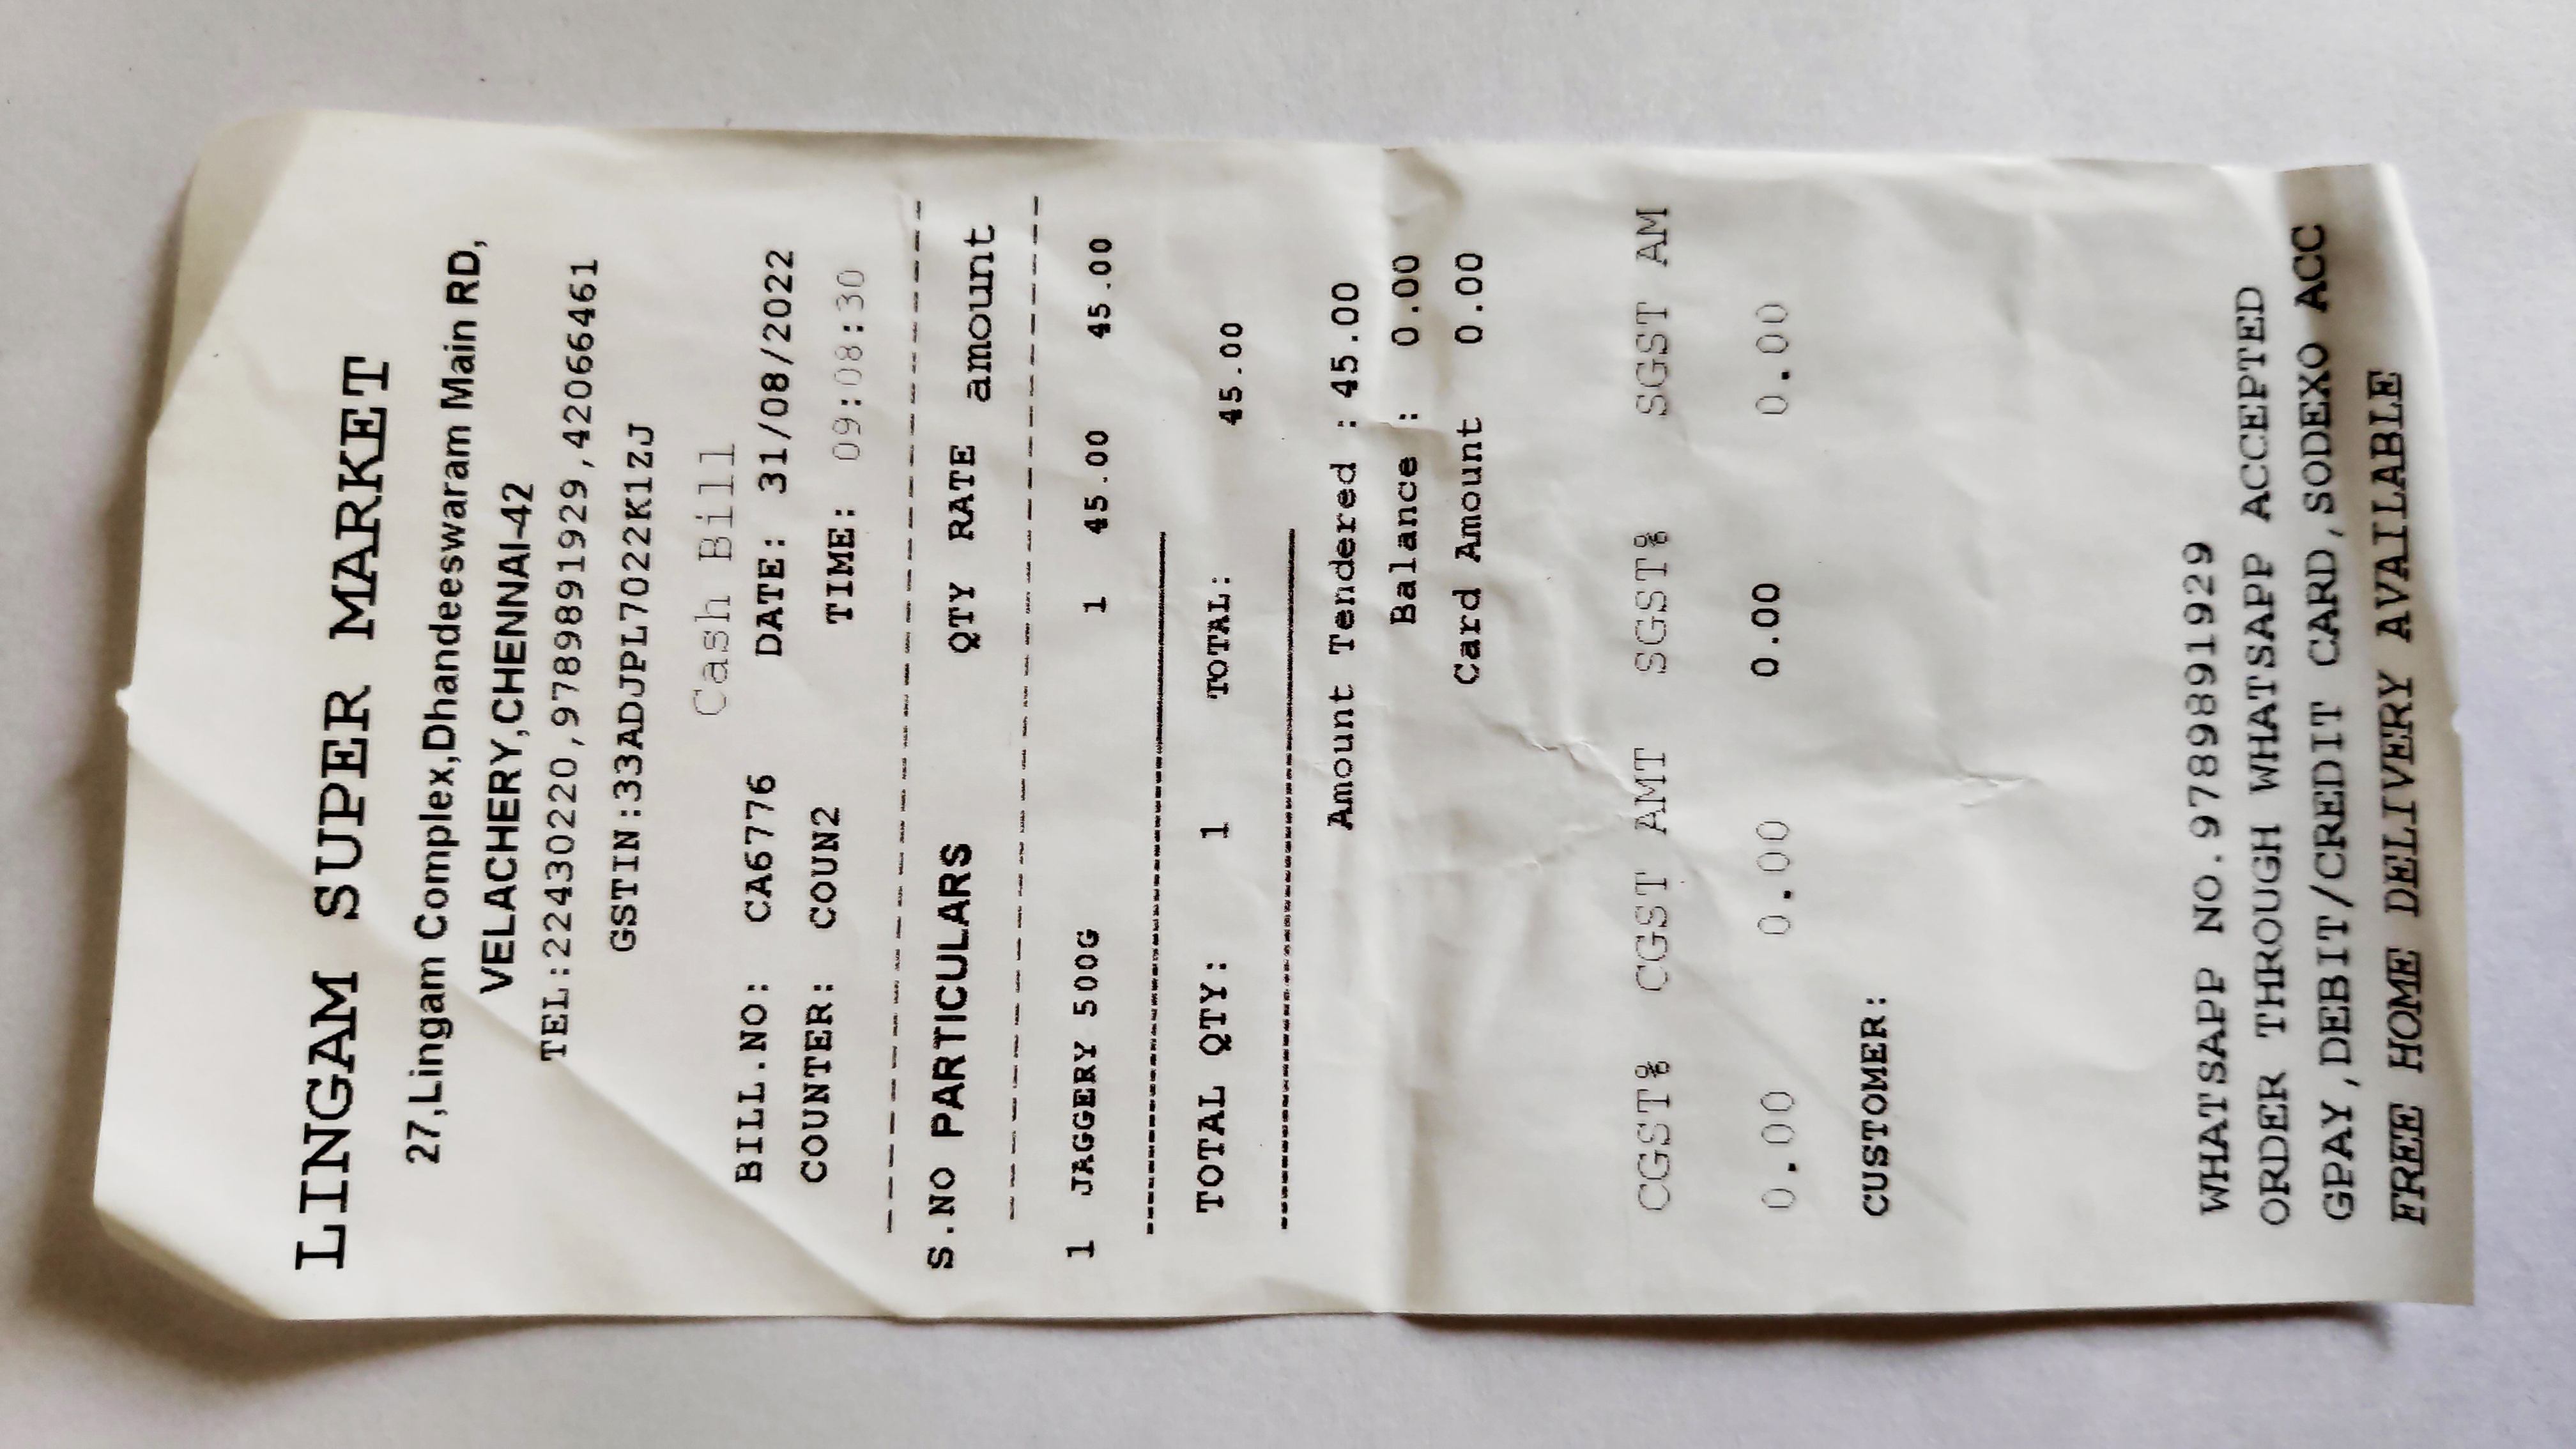 LINGAM SUPER MARKET
27,Lingam Complex,Dhandeeswaram Main RD,
VELACHERY,CHENNAI-42
TEL:22430220,9789891929,42066461
GSTIN:33ADJPL7022K1ZJ
Cash Bill
BILL.NO: CA6776 DATE: 31/08/2022
COUNTER: COUN2 TIME: 09:08:30
S.NO PARTICULARS QTY RATE amount
1 JAGGERY 500G 1 45.00 45.00
TOTAL QTY: 1 TOTAL: 45.00
Amount Tendered : 45.00
Balance : 0.00
Card Amount 0.00
CGST% CGST AMT SGST% SGST AM
0.00 0.00 0.00 0.00
CUSTOMER:
WHATSAPP NO.9789891929
ORDER THROUGH WHATSAPP ACCEPTED
GPAY,DEBIT/CREDIT CARD,SODEXO ACC
FREE HOME DELIVERY AVAILABLE